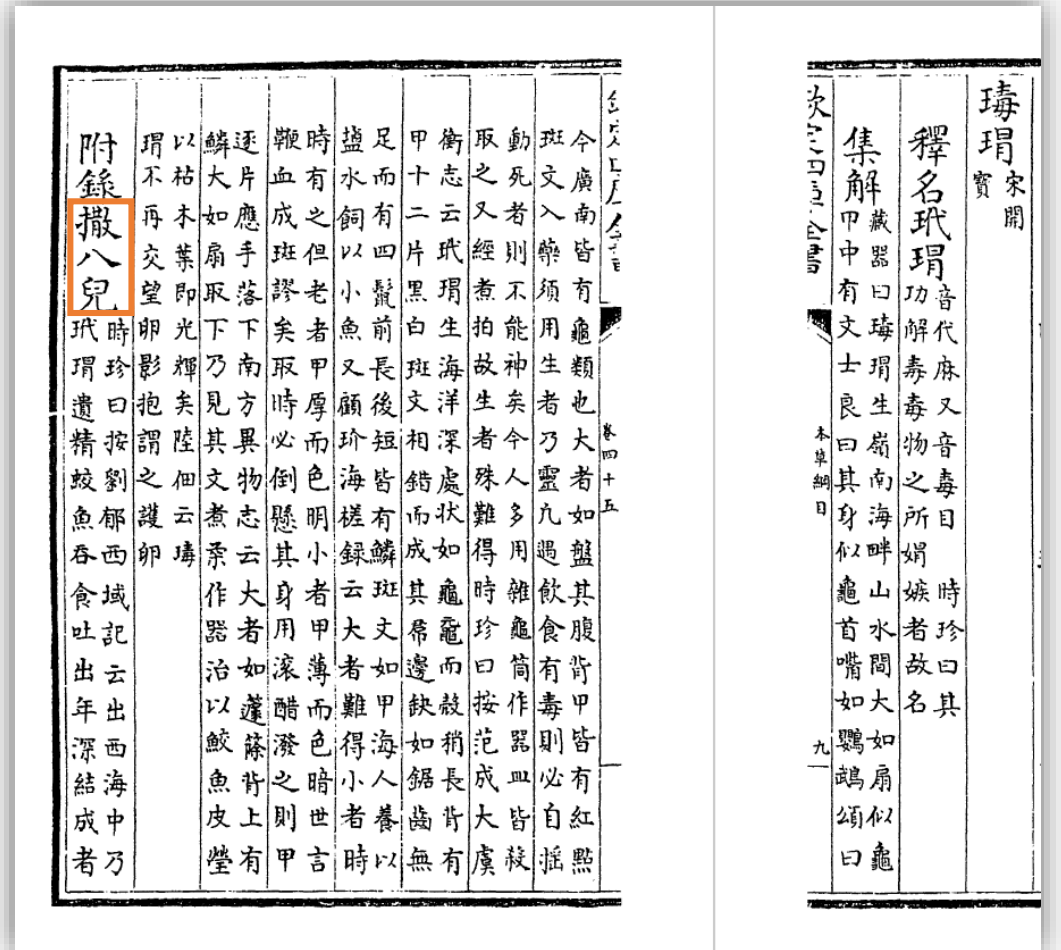 瑇瑁
宋開
寶
釋名玳瑁
音代麻又音毒目 時珍曰其
功解毒毒物之所媢嫉者故名
集解
藏器曰瑇瑁生嶺南海畔山水間大如扇似龜
甲中有文士良曰其身似龜首嘴如鸚鵡頌曰
欽定四庫全書
本草綱目
九
欽定四庫全書
卷四十五
今廣南皆有龜類也大者如盤其腹背甲皆有紅點
斑文入藥須用生者乃靈凡遇飲食有毒則必自揺
動死者則不能神矣今人多用雜龜筒作器皿皆殺
取之又經煮拍故生者殊難得時珍曰按范成大虞
衡志云玳瑁生海洋深處狀如龜黿而殼稍長背有
甲十二片黑白斑文相錯而成其帬邊缺如鋸齒無
足而有四鬣前長後短皆有鱗斑文如甲海人養以
鹽水飼以小魚又顧玠海槎録云大者難得小者時
時有之但老者甲厚而色明小者甲薄而色暗世言
鞭血成斑謬矣取時必倒懸其身用滚醋潑之則甲
逐片應手落下南方異物志云大者如蘧蒢背上有
鱗大如扇取下乃見其文煮柔作器治以鮫魚皮瑩
以枯木葉即光輝矣陸佃云瑇
瑁不再交望卵影抱謂之護卵
附錄撒八兒
時珍曰按劉郁西域記云出西海中乃
玳瑁遺精蛟魚吞食吐出年深結成者